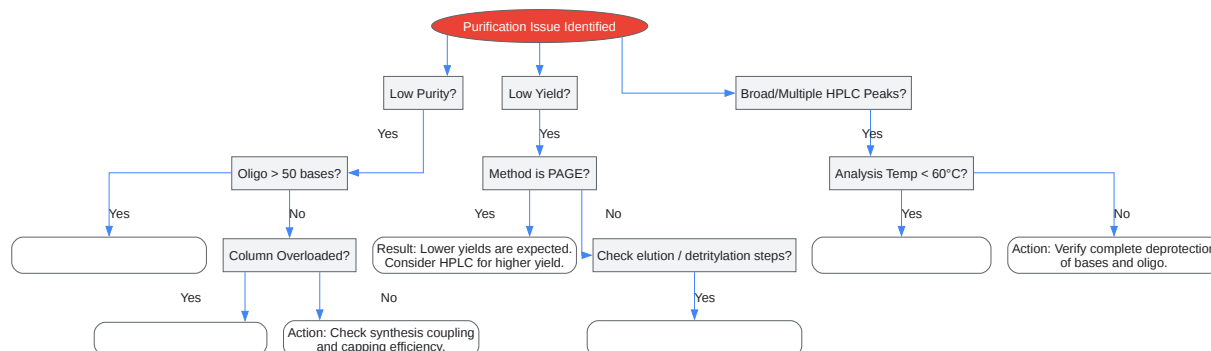 Purification Issue Identified
Low Purity?
Low Yield?
Broad/Multiple HPLC Peaks?
Yes
Yes
Yes
Oligo > 50 bases?
Method is PAGE?
Analysis Temp < 60°C?
Yes
No
Yes
No
Yes
No
Column Overloaded?
Result: Lower yields are expected.
Consider HPLC for higher yield.
Check elution / detritylation steps?
Action: Verify complete deprotection
of bases and oligo.
Yes
No
Yes
Action: Check synthesis coupling
and capping efficiency.